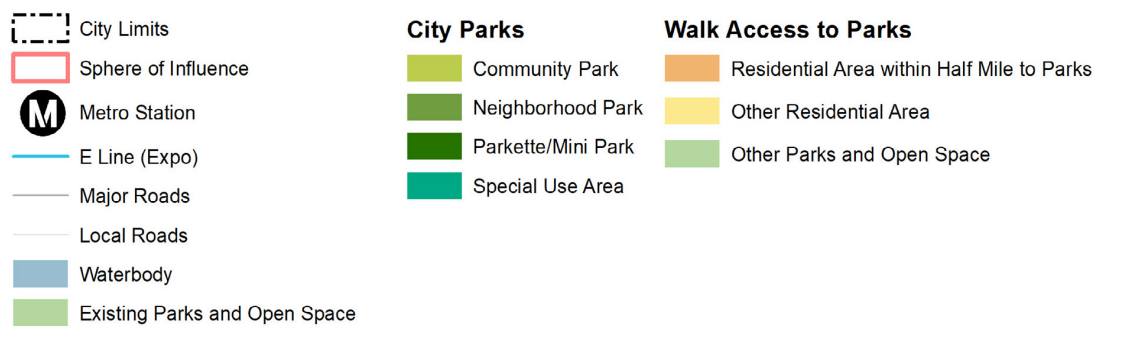 City Limits
Sphere of Influence
M
Metro Station
E Line (Expo)
Major Roads
Local Roads
Waterbody
Existing Parks and Open Space
City Parks
Community Park
Neighborhood Park
Parkette/Mini Park
Special Use Area
Walk Access to Parks
Residential Area within Half Mile to Parks
Other Residential Area
Other Parks and Open Space